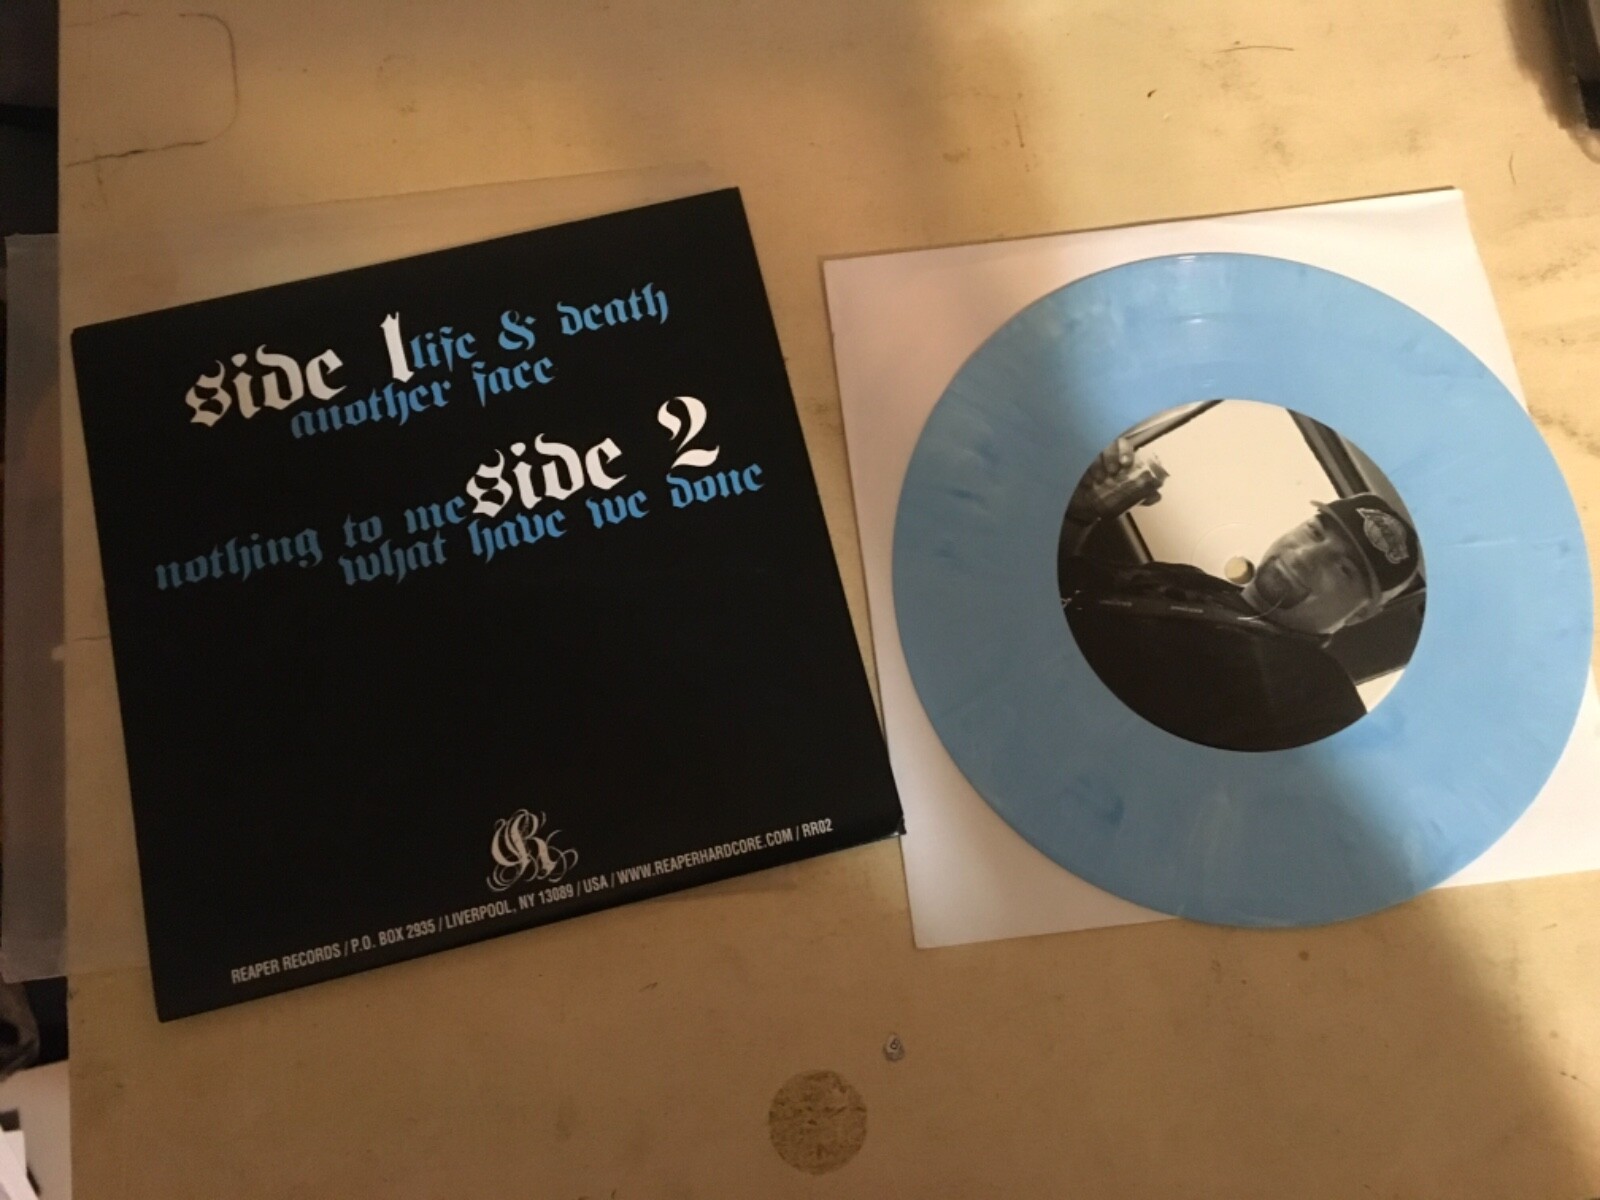 side 1 life & death
another face
nothing to me side 2
what have we done
REAPER RECORDS / P.O. BOX 2935 / LIVERPOOL, NY 13089 / USA / WWW.REAPERHARDCORE.COM / RR02